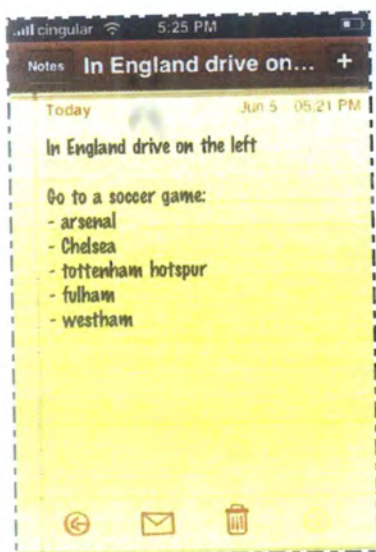 cingular 5:25 PM
Notes In England drive on... +
Today Jun 5 05:21 PM
In England drive on the left
Go to a soccer game:
- arsenal
- Chelsea
- tottenham hotspur
- fulham
- westham